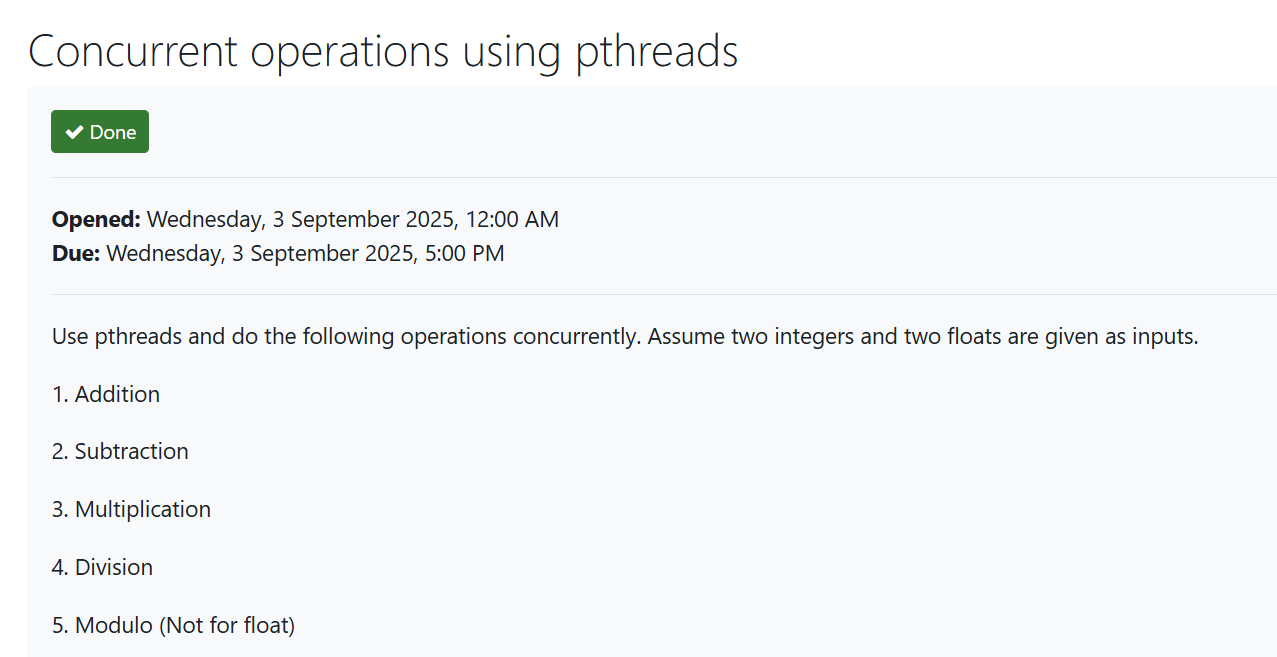 Concurrent operations using pthreads
Done
Opened: Wednesday, 3 September 2025, 12:00 AM
Due: Wednesday, 3 September 2025, 5:00 PM
Use pthreads and do the following operations concurrently. Assume two integers and two floats are given as inputs.
1. Addition
2. Subtraction
3. Multiplication
4. Division
5. Modulo (Not for float)